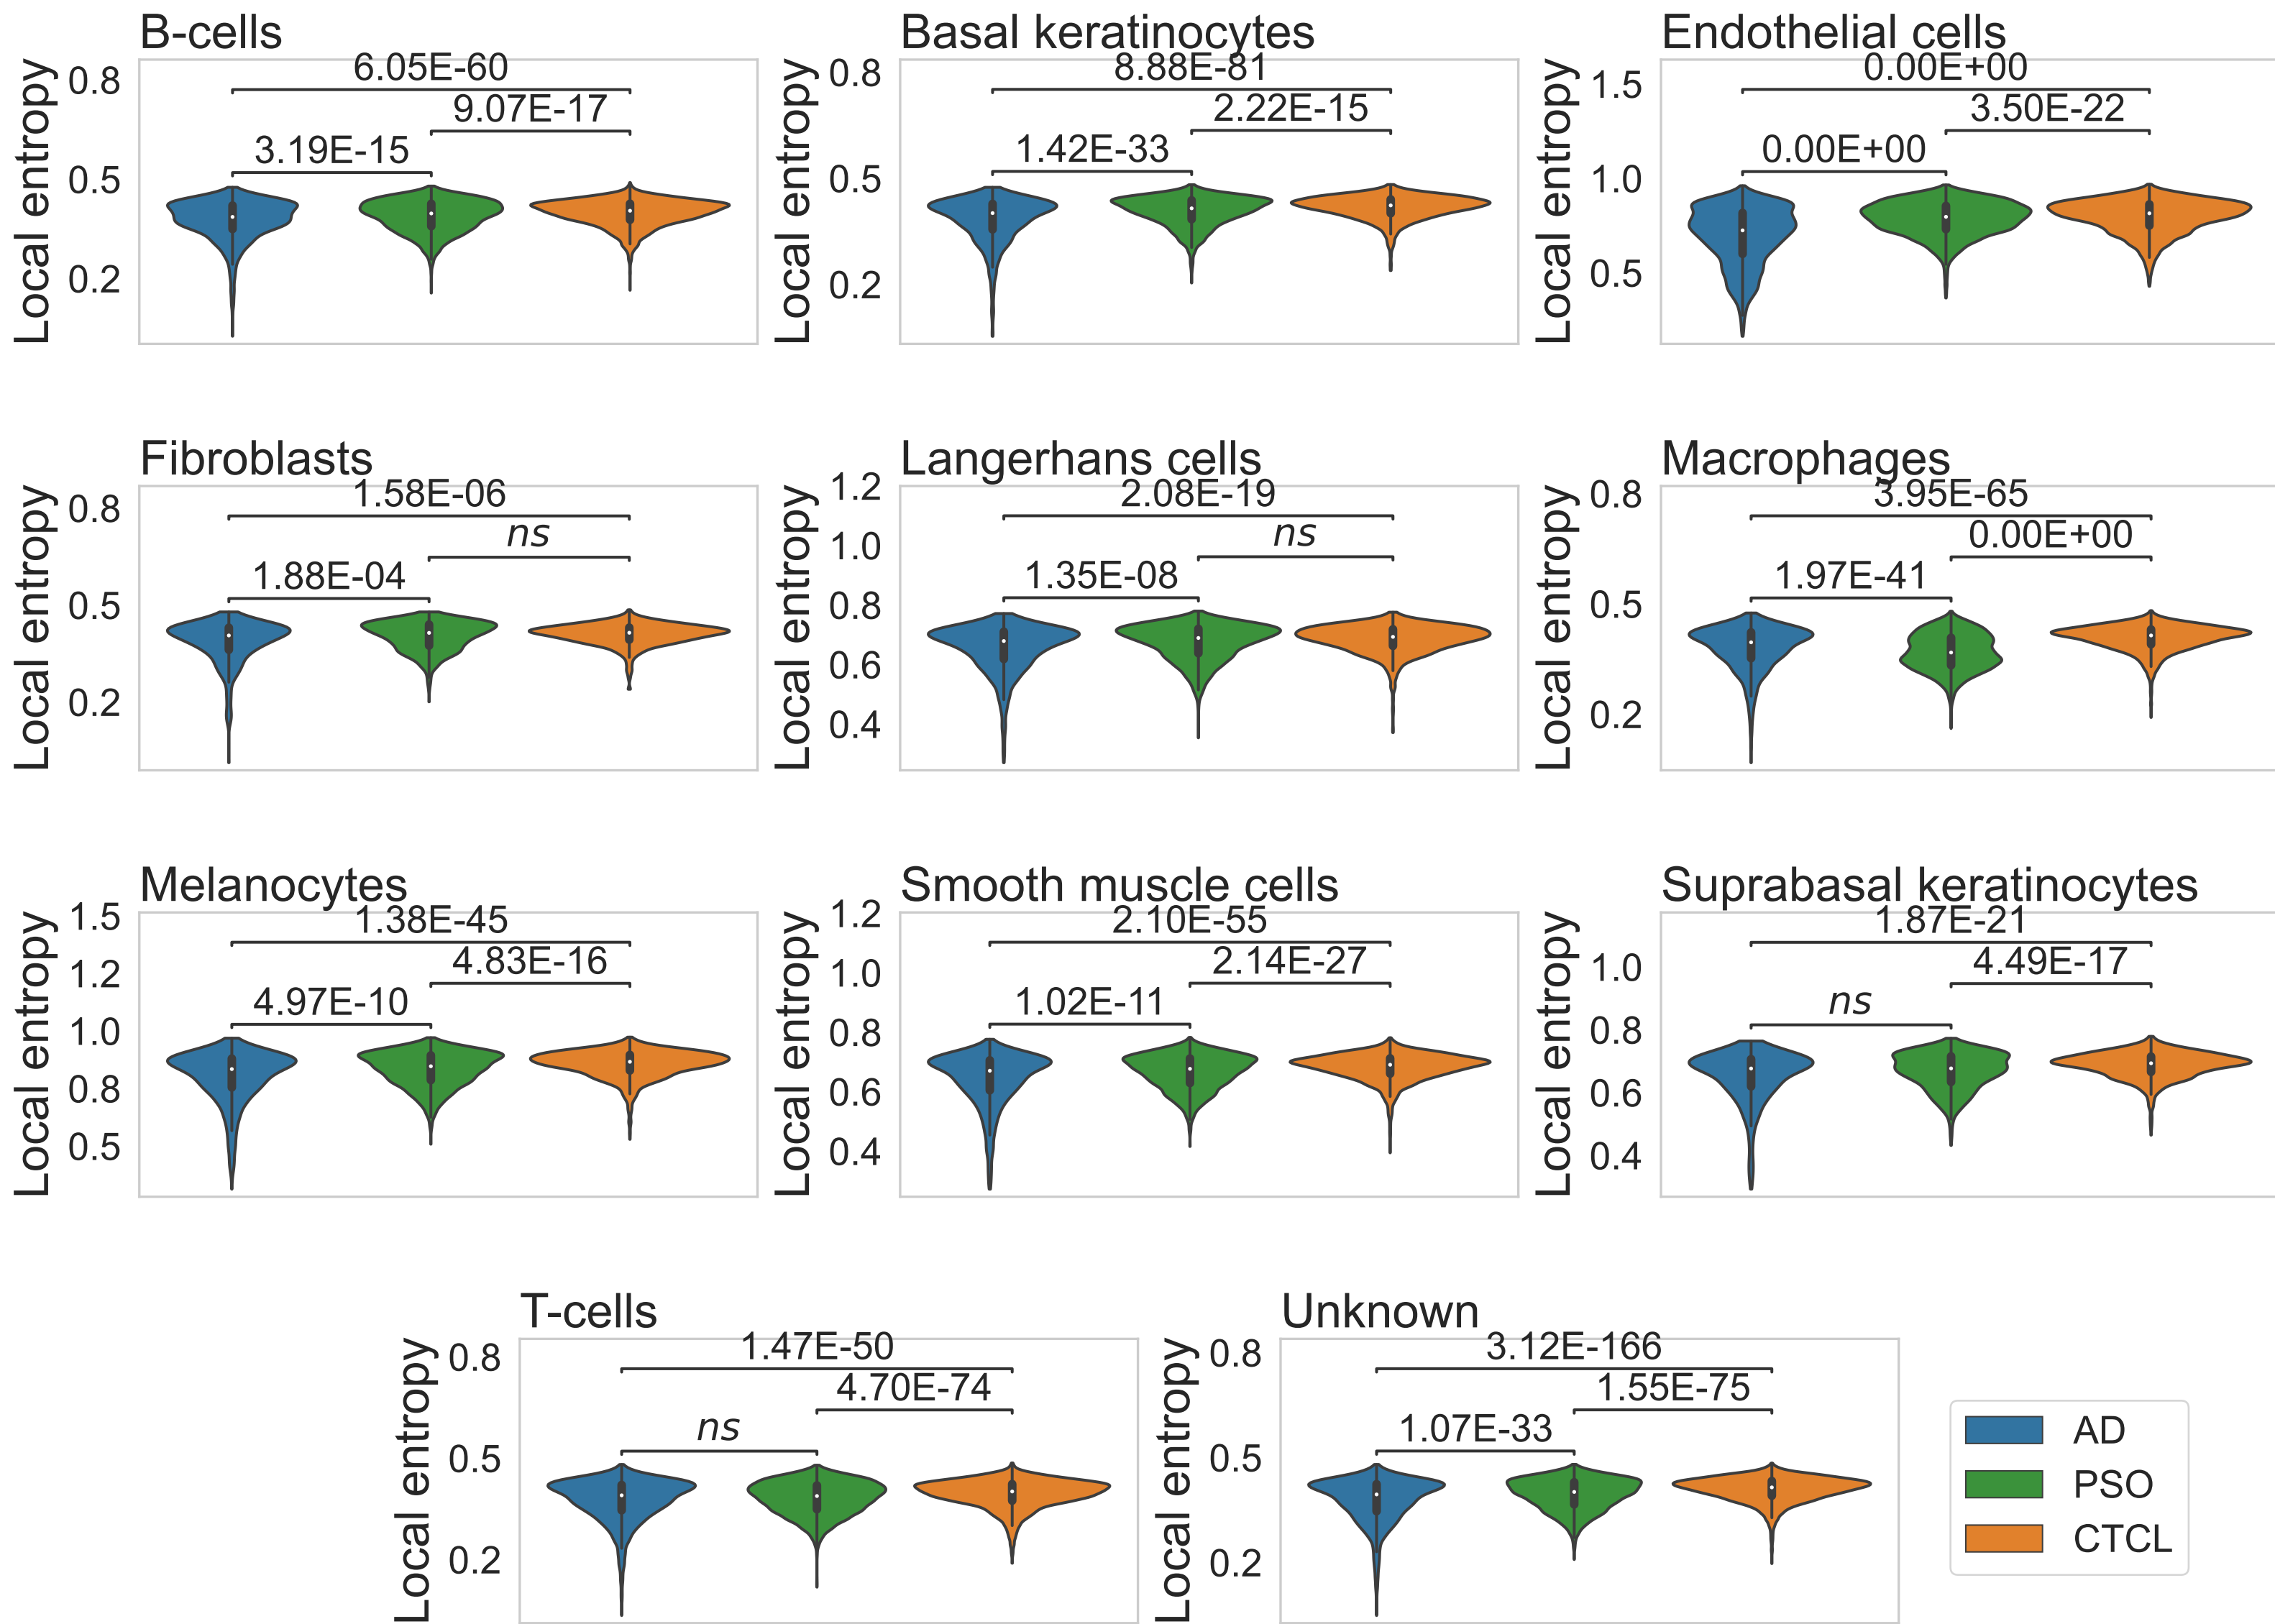 B-cells
Local entropy
0.8
0.5
0.2
6.05E-60
9.07E-17
3.19E-15
Basal keratinocytes
Local entropy
0.8
0.5
0.2
8.88E-81
2.22E-15
1.42E-33
Endothelial cells
Local entropy
1.5
1.0
0.5
0.00E+00
3.50E-22
0.00E+00
Fibroblasts
Local entropy
0.8
0.5
0.2
1.58E-06
ns
1.88E-04
Langerhans cells
Local entropy
1.2
1.0
0.8
0.6
0.4
2.08E-19
ns
1.35E-08
Macrophages
Local entropy
0.8
0.5
0.2
3.95E-65
0.00E+00
1.97E-41
Melanocytes
Local entropy
1.5
1.2
1.0
0.8
0.5
1.38E-45
4.83E-16
4.97E-10
Smooth muscle cells
Local entropy
1.2
1.0
0.8
0.6
0.4
2.10E-55
2.14E-27
1.02E-11
Suprabasal keratinocytes
Local entropy
1.0
0.8
0.6
0.4
1.87E-21
4.49E-17
ns
T-cells
Local entropy
0.8
0.5
0.2
1.47E-50
4.70E-74
ns
Unknown
Local entropy
0.8
0.5
0.2
3.12E-166
1.55E-75
1.07E-33
AD
PSO
CTCL